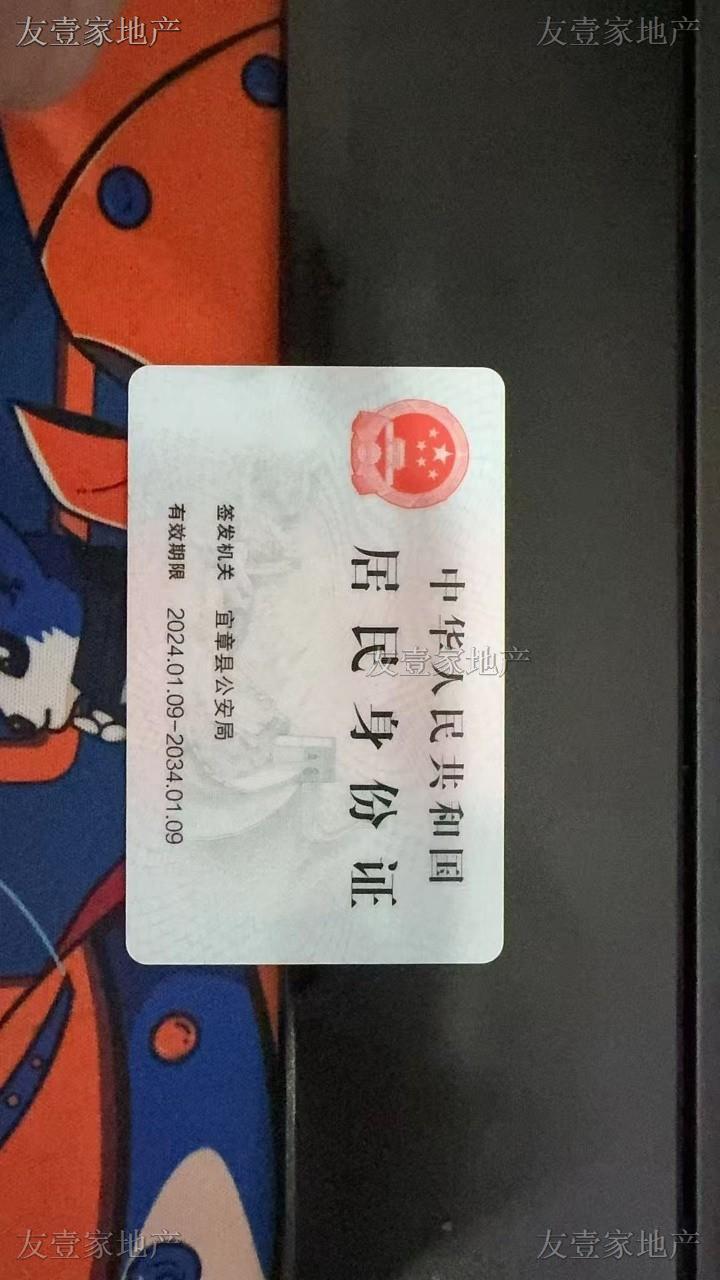 友壹家地产
友壹家地产
中华人民共和国
居民身份证
友壹家地产
签发机关 宜章县公安局
有效期限 2024.01.09-2034.01.09
友壹家地产
友壹家地产